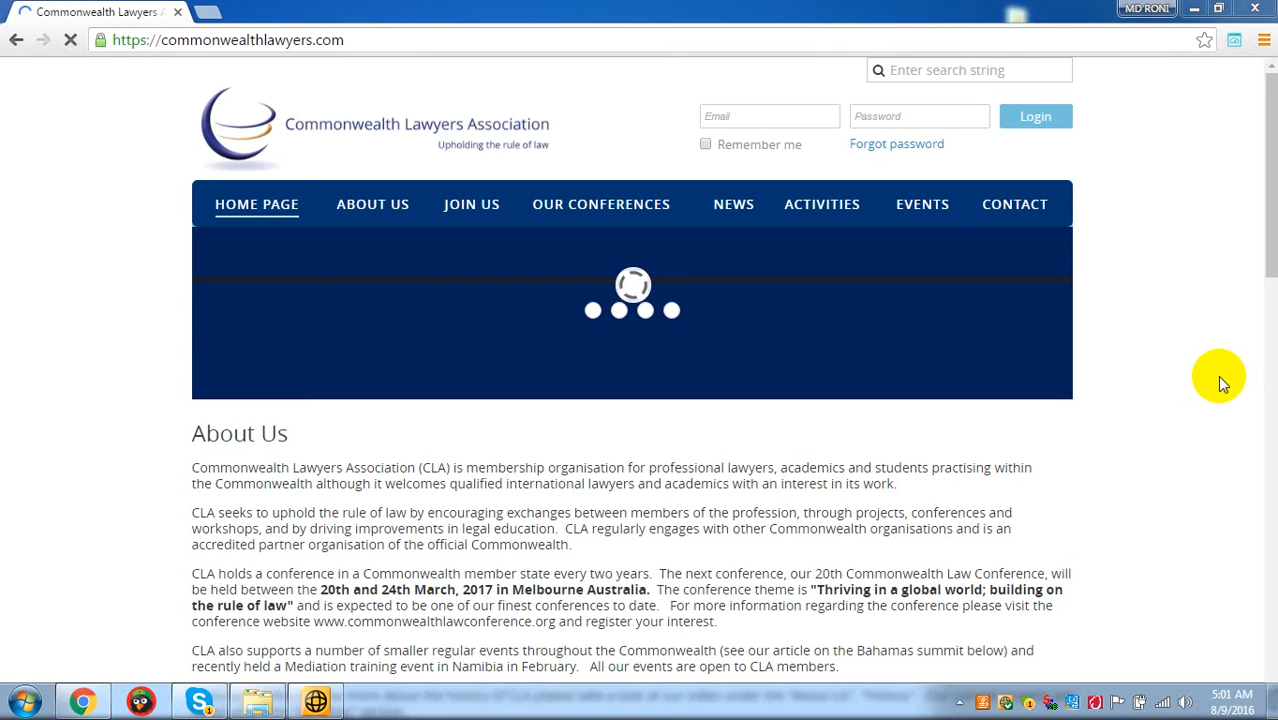 Commonwealth Lawyers A
MD RONI
https://commonwealthlawyers.com
Enter search string
Commonwealth Lawyers Association
Upholding the rule of law
Email
Password
Login
Remember me
Forgot password
HOME PAGE
ABOUT US
JOIN US
OUR CONFERENCES
NEWS
ACTIVITIES
EVENTS
CONTACT
About Us
Commonwealth Lawyers Association (CLA) is membership organisation for professional lawyers, academics and students practising within
the Commonwealth although it welcomes qualified international lawyers and academics with an interest in its work.
CLA seeks to uphold the rule of law by encouraging exchanges between members of the profession, through projects, conferences and
workshops, and by driving improvements in legal education.  CLA regularly engages with other Commonwealth organisations and is an
accredited partner organisation of the official Commonwealth.
CLA holds a conference in a Commonwealth member state every two years.  The next conference, our 20th Commonwealth Law Conference, will
be held between the 20th and 24th March, 2017 in Melbourne Australia.  The conference theme is "Thriving in a global world; building on
the rule of law" and is expected to be one of our finest conferences to date.   For more information regarding the conference please visit the
conference website www.commonwealthlawconference.org and register your interest.
CLA also supports a number of smaller regular events throughout the Commonwealth (see our article on the Bahamas summit below) and
recently held a Mediation training event in Namibia in February.   All our events are open to CLA members.
5:01 AM
8/9/2016